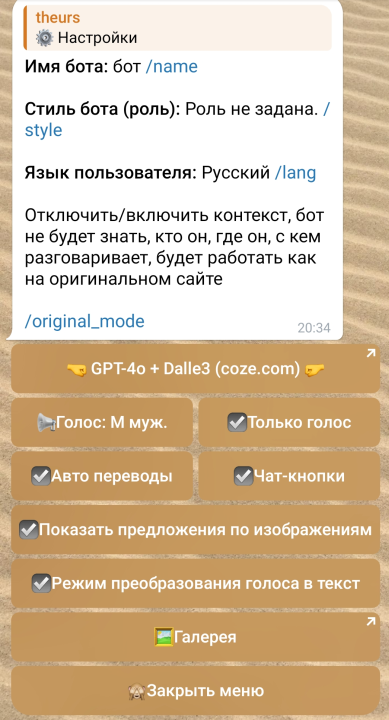 theurs
⚙️ Настройки
Имя бота: бот /name
Стиль бота (роль): Роль не задана. /
style
Язык пользователя: Русский /lang
Отключить/включить контекст, бот
не будет знать, кто он, где он, с кем
разговаривает, будет работать как
на оригинальном сайте
/original_mode
20:34
🤜 GPT-4o + Dalle3 (coze.com) 🤛
📢Голос: М муж.
☑️Только голос
☑️Авто переводы
☑️Чат-кнопки
☑️Показать предложения по изображениям
☑️Режим преобразования голоса в текст
🖼️Галерея
🙈Закрыть меню